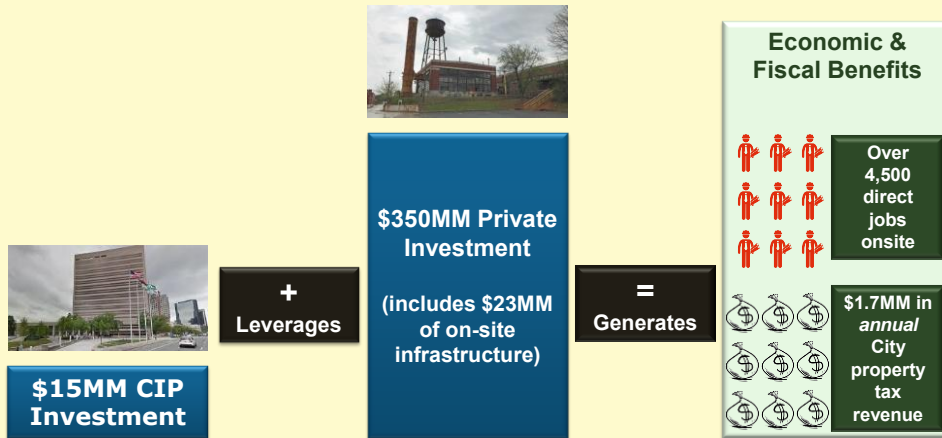 $15MM CIP
Investment
+
Leverages
$350MM Private
Investment
(includes $23MM
of on-site
infrastructure)
=
Generates
Economic &
Fiscal Benefits
Over
4,500
direct
jobs
onsite
$1.7MM in
annual
City
property
tax
revenue